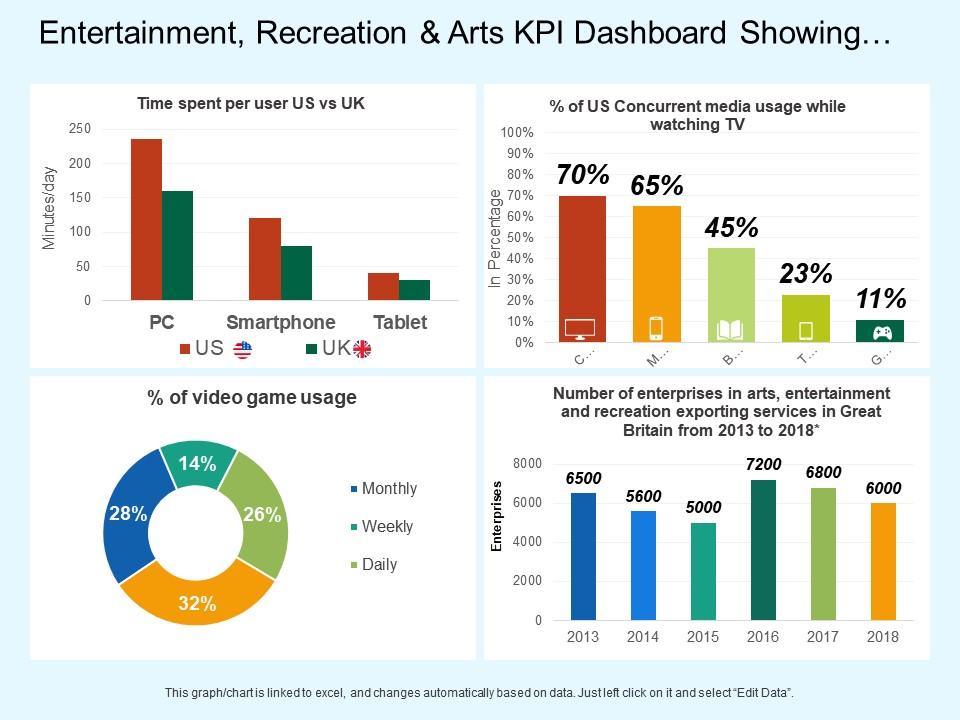 Entertainment, Recreation & Arts KPI Dashboard Showing…
Time spent per user US vs UK
250
200
150
100
50
0
Minutes/day
PC
Smartphone
Tablet
US
UK
% of US Concurrent media usage while
watching TV
100%
90%
80%
70%
60%
50%
40%
30%
20%
10%
0%
In Percentage
70%
65%
45%
23%
11%
C…
M…
B…
T…
G…
% of video game usage
14%
28%
26%
32%
Monthly
Weekly
Daily
Number of enterprises in arts, entertainment
and recreation exporting services in Great
Britain from 2013 to 2018*
8000
6000
4000
2000
0
Enterprises
6500
5600
5000
7200
6800
6000
2013
2014
2015
2016
2017
2018
This graph/chart is linked to excel, and changes automatically based on data. Just left click on it and select “Edit Data”.